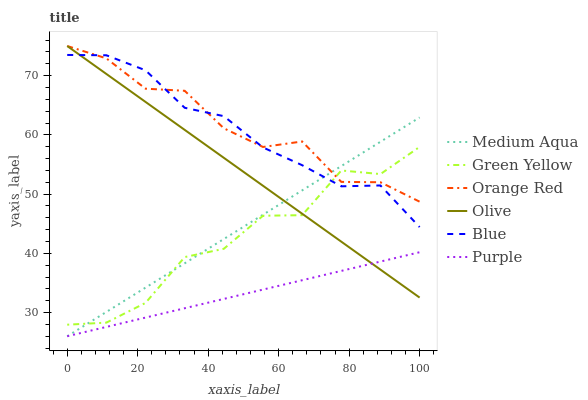 title
yaxis_label
70
60
50
40
30
0
20
40
60
80
100
xaxis_label
Medium Aqua
Green Yellow
Orange Red
Olive
Blue
Purple